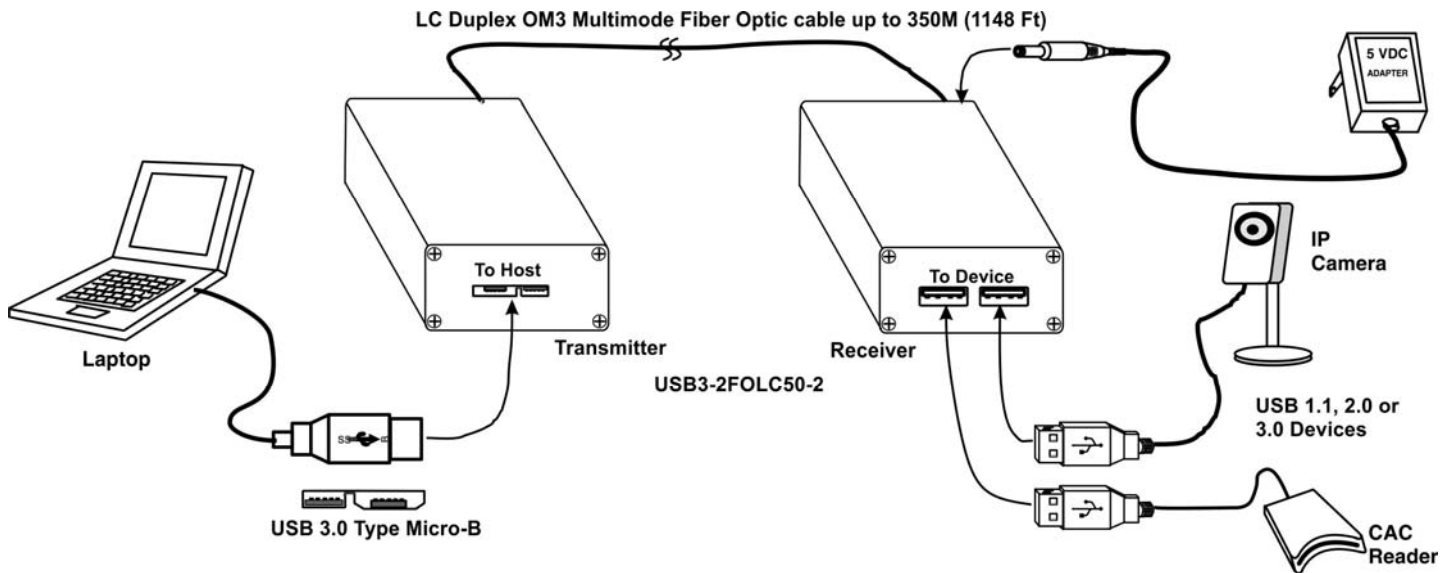 LC Duplex OM3 Multimode Fiber Optic cable up to 350M (1148 Ft)
5 VDC
ADAPTER
To Host
To Device
IP
Camera
Laptop
Transmitter
Receiver
USB3-2FOLC50-2
USB 1.1, 2.0 or
3.0 Devices
SS
USB 3.0 Type Micro-B
CAC
Reader